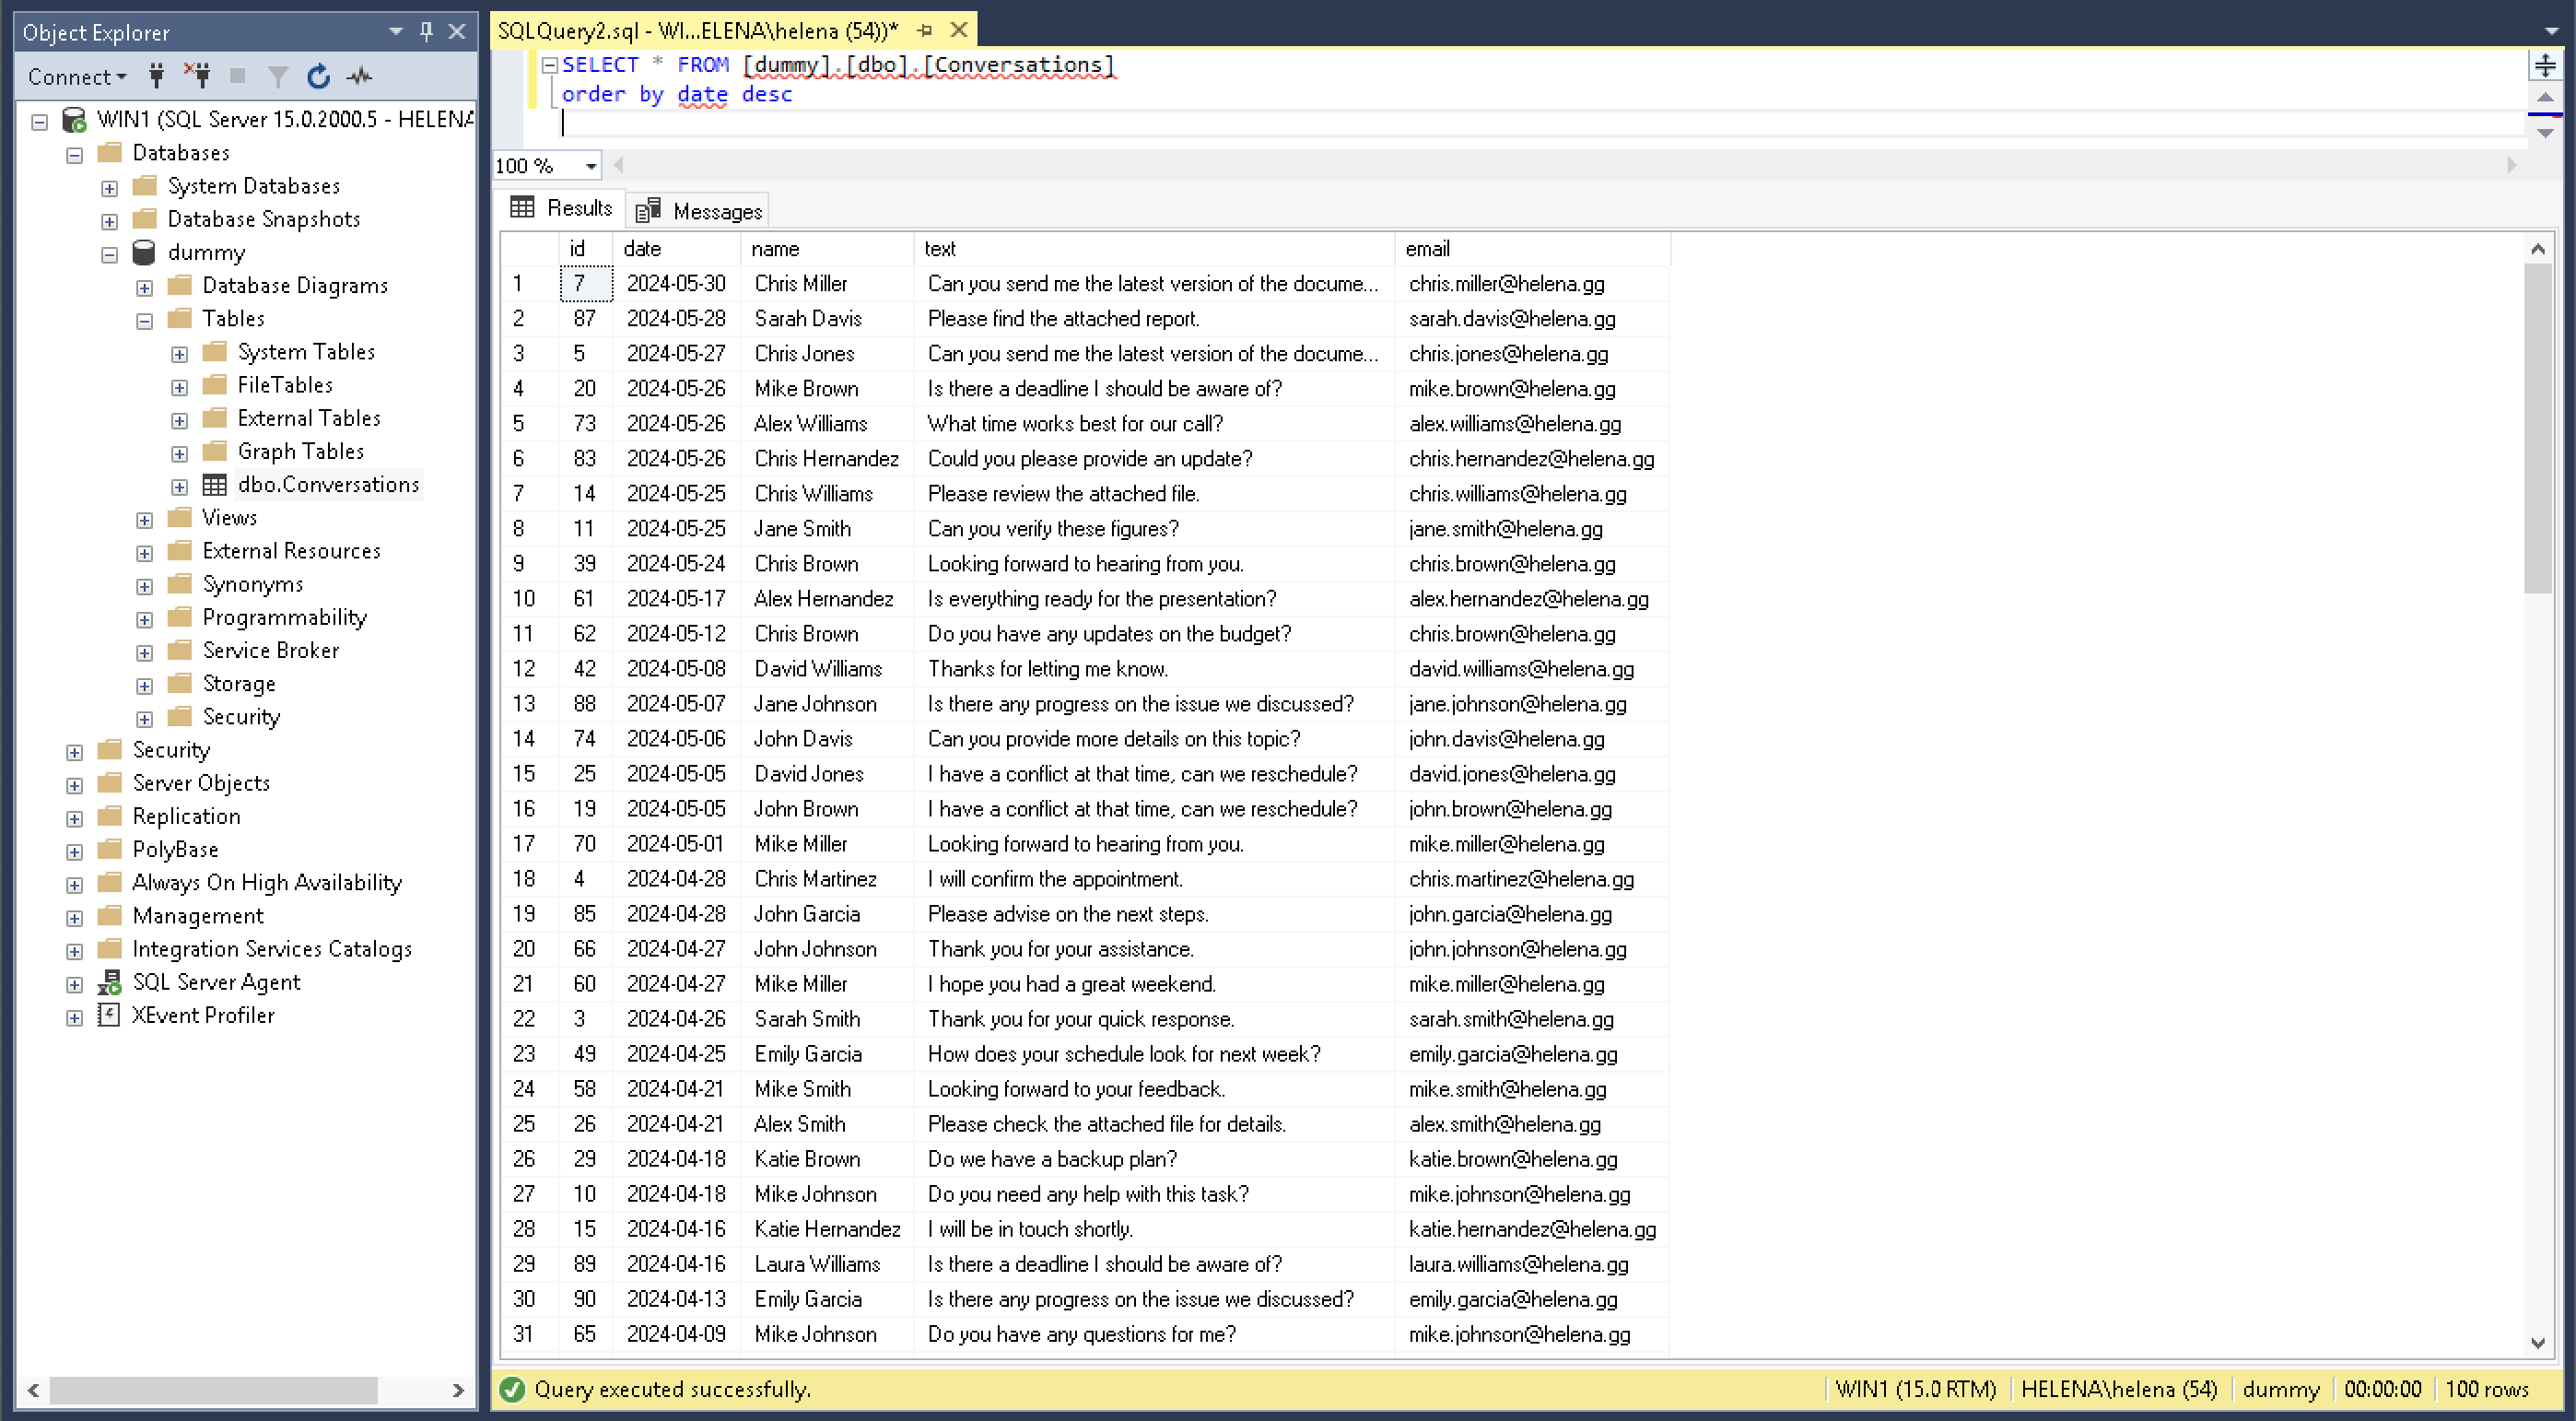 Object Explorer
Connect
WIN1 (SQL Server 15.0.2000.5 - HELENA
Databases
System Databases
Database Snapshots
dummy
Database Diagrams
Tables
System Tables
FileTables
External Tables
Graph Tables
dbo.Conversations
Views
External Resources
Synonyms
Programmability
Service Broker
Storage
Security
Security
Server Objects
Replication
PolyBase
Always On High Availability
Management
Integration Services Catalogs
SQL Server Agent
XEvent Profiler
SQLQuery2.sql - WI...ELENA\helena (54))*
SELECT * FROM [dummy].[dbo].[Conversations]
order by date desc
100 %
Results Messages
id date name text email
1 7 2024-05-30 Chris Miller Can you send me the latest version of the docume... chris.miller@helena.gg
2 87 2024-05-28 Sarah Davis Please find the attached report. sarah.davis@helena.gg
3 5 2024-05-27 Chris Jones Can you send me the latest version of the docume... chris.jones@helena.gg
4 20 2024-05-26 Mike Brown Is there a deadline I should be aware of? mike.brown@helena.gg
5 73 2024-05-26 Alex Williams What time works best for our call? alex.williams@helena.gg
6 83 2024-05-26 Chris Hernandez Could you please provide an update? chris.hernandez@helena.gg
7 14 2024-05-25 Chris Williams Please review the attached file. chris.williams@helena.gg
8 11 2024-05-25 Jane Smith Can you verify these figures? jane.smith@helena.gg
9 39 2024-05-24 Chris Brown Looking forward to hearing from you. chris.brown@helena.gg
10 61 2024-05-17 Alex Hernandez Is everything ready for the presentation? alex.hernandez@helena.gg
11 62 2024-05-12 Chris Brown Do you have any updates on the budget? chris.brown@helena.gg
12 42 2024-05-08 David Williams Thanks for letting me know. david.williams@helena.gg
13 88 2024-05-07 Jane Johnson Is there any progress on the issue we discussed? jane.johnson@helena.gg
14 74 2024-05-06 John Davis Can you provide more details on this topic? john.davis@helena.gg
15 25 2024-05-05 David Jones I have a conflict at that time, can we reschedule? david.jones@helena.gg
16 19 2024-05-05 John Brown I have a conflict at that time, can we reschedule? john.brown@helena.gg
17 70 2024-05-01 Mike Miller Looking forward to hearing from you. mike.miller@helena.gg
18 4 2024-04-28 Chris Martinez I will confirm the appointment. chris.martinez@helena.gg
19 85 2024-04-28 John Garcia Please advise on the next steps. john.garcia@helena.gg
20 66 2024-04-27 John Johnson Thank you for your assistance. john.johnson@helena.gg
21 60 2024-04-27 Mike Miller I hope you had a great weekend. mike.miller@helena.gg
22 3 2024-04-26 Sarah Smith Thank you for your quick response. sarah.smith@helena.gg
23 49 2024-04-25 Emily Garcia How does your schedule look for next week? emily.garcia@helena.gg
24 58 2024-04-21 Mike Smith Looking forward to your feedback. mike.smith@helena.gg
25 26 2024-04-21 Alex Smith Please check the attached file for details. alex.smith@helena.gg
26 29 2024-04-18 Katie Brown Do we have a backup plan? katie.brown@helena.gg
27 10 2024-04-18 Mike Johnson Do you need any help with this task? mike.johnson@helena.gg
28 15 2024-04-16 Katie Hernandez I will be in touch shortly. katie.hernandez@helena.gg
29 89 2024-04-16 Laura Williams Is there a deadline I should be aware of? laura.williams@helena.gg
30 90 2024-04-13 Emily Garcia Is there any progress on the issue we discussed? emily.garcia@helena.gg
31 65 2024-04-09 Mike Johnson Do you have any questions for me? mike.johnson@helena.gg
Query executed successfully. WIN1 (15.0 RTM) HELENA\helena (54) dummy 00:00:00 100 rows